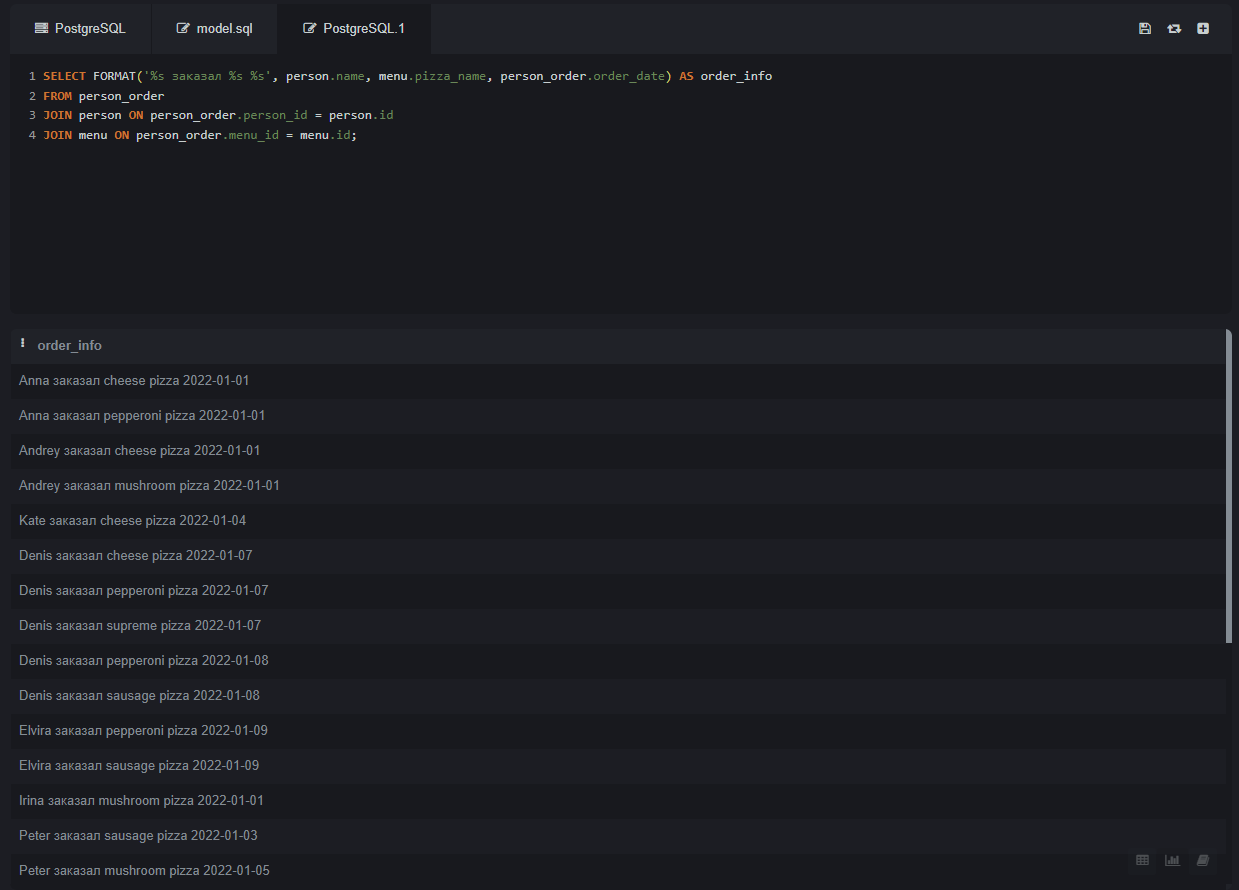 PostgreSQL model.sql PostgreSQL.1
1 SELECT FORMAT('%s заказал %s %s', person.name, menu.pizza_name, person_order.order_date) AS order_info
2 FROM person_order
3 JOIN person ON person_order.person_id = person.id
4 JOIN menu ON person_order.menu_id = menu.id;
order_info
Anna заказал cheese pizza 2022-01-01
Anna заказал pepperoni pizza 2022-01-01
Andrey заказал cheese pizza 2022-01-01
Andrey заказал mushroom pizza 2022-01-01
Kate заказал cheese pizza 2022-01-04
Denis заказал cheese pizza 2022-01-07
Denis заказал pepperoni pizza 2022-01-07
Denis заказал supreme pizza 2022-01-07
Denis заказал pepperoni pizza 2022-01-08
Denis заказал sausage pizza 2022-01-08
Elvira заказал pepperoni pizza 2022-01-09
Elvira заказал sausage pizza 2022-01-09
Irina заказал mushroom pizza 2022-01-01
Peter заказал sausage pizza 2022-01-03
Peter заказал mushroom pizza 2022-01-05